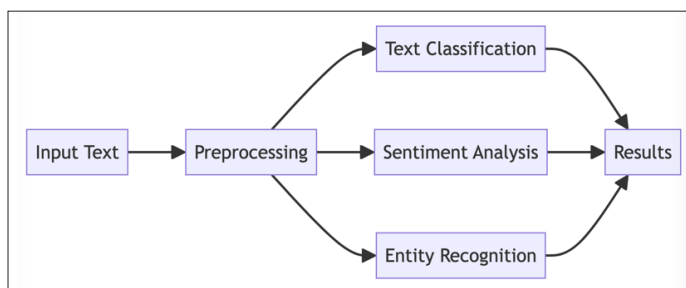 Text Classification
Input Text
Preprocessing
Sentiment Analysis
Results
Entity Recognition